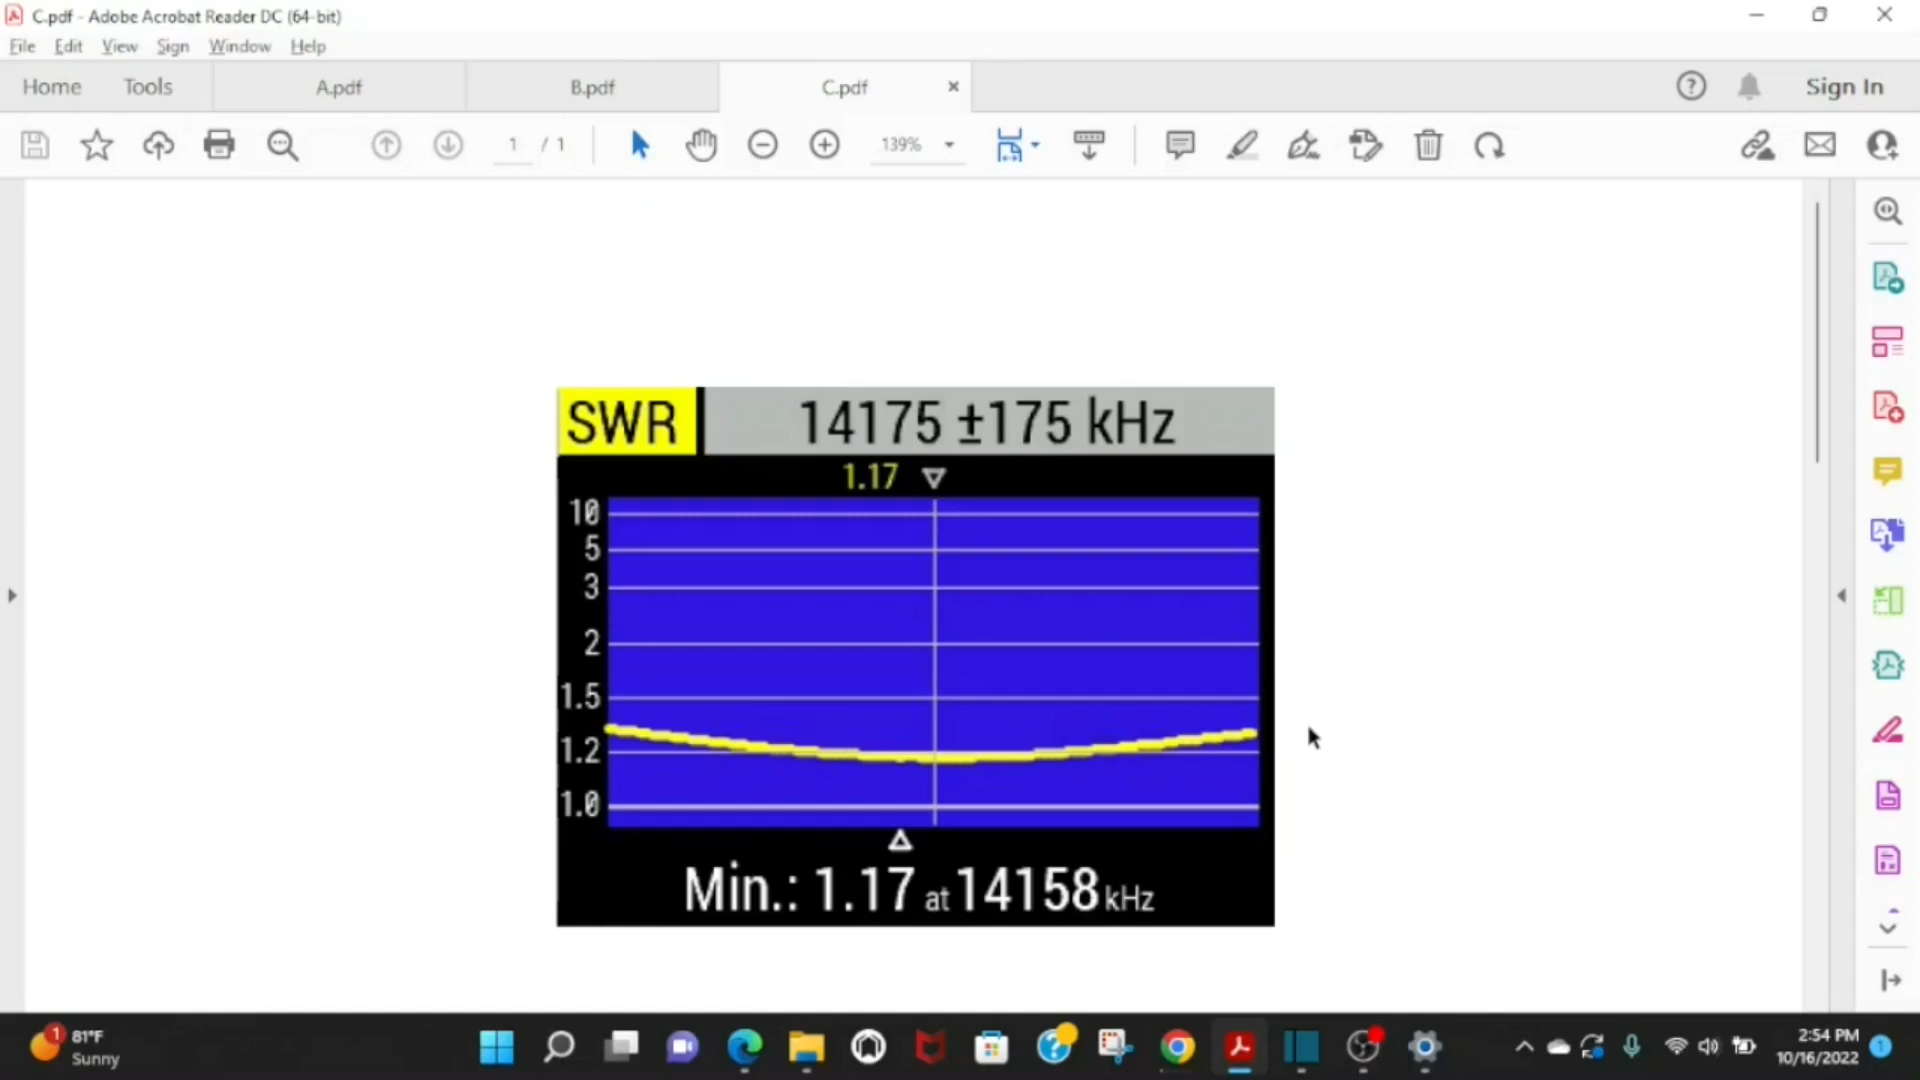 C.pdf - Adobe Acrobat Reader DC (64-bit)
File Edit View Sign Window Help
Home Tools A.pdf B.pdf C.pdf Sign In
1 / 1 139%
SWR 14175 ±175 kHz
1.17
10
5
3
2
1.5
1.2
1.0
Min.: 1.17 at 14158 kHz
1 81°F
Sunny
2:54 PM
10/16/2022 1